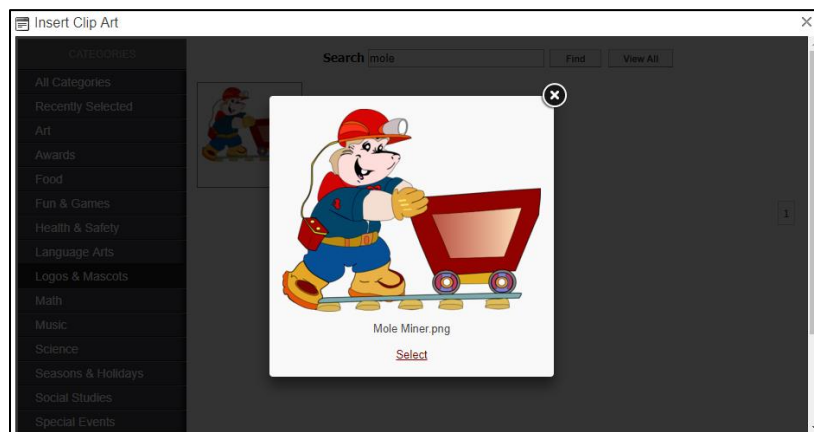 Insert Clip Art
CATEGORIES
Search mole Find View All
All Categories
Recently Selected
Art
Awards
Food
Fun & Games
Health & Safety
Language Arts
Logos & Mascots
Math
Music
Science
Seasons & Holidays
Social Studies
Special Events
1
Mole Miner.png
Select